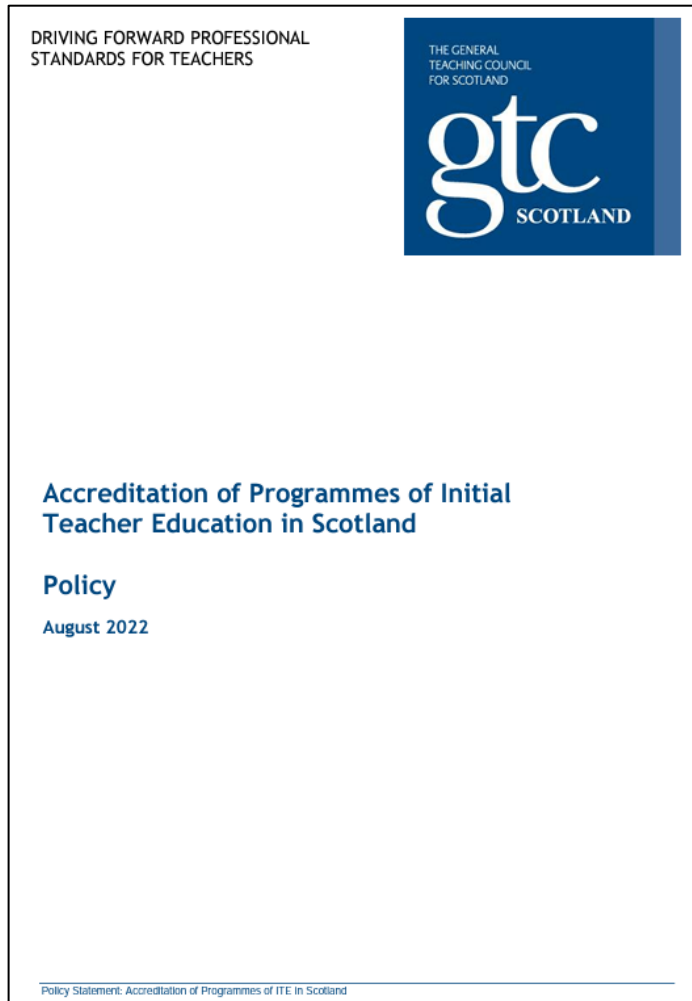 DRIVING FORWARD PROFESSIONAL
STANDARDS FOR TEACHERS
THE GENERAL
TEACHING COUNCIL
FOR SCOTLAND
gtc
SCOTLAND
Accreditation of Programmes of Initial
Teacher Education in Scotland
Policy
August 2022
Policy Statement: Accreditation of Programmes of ITE in Scotland